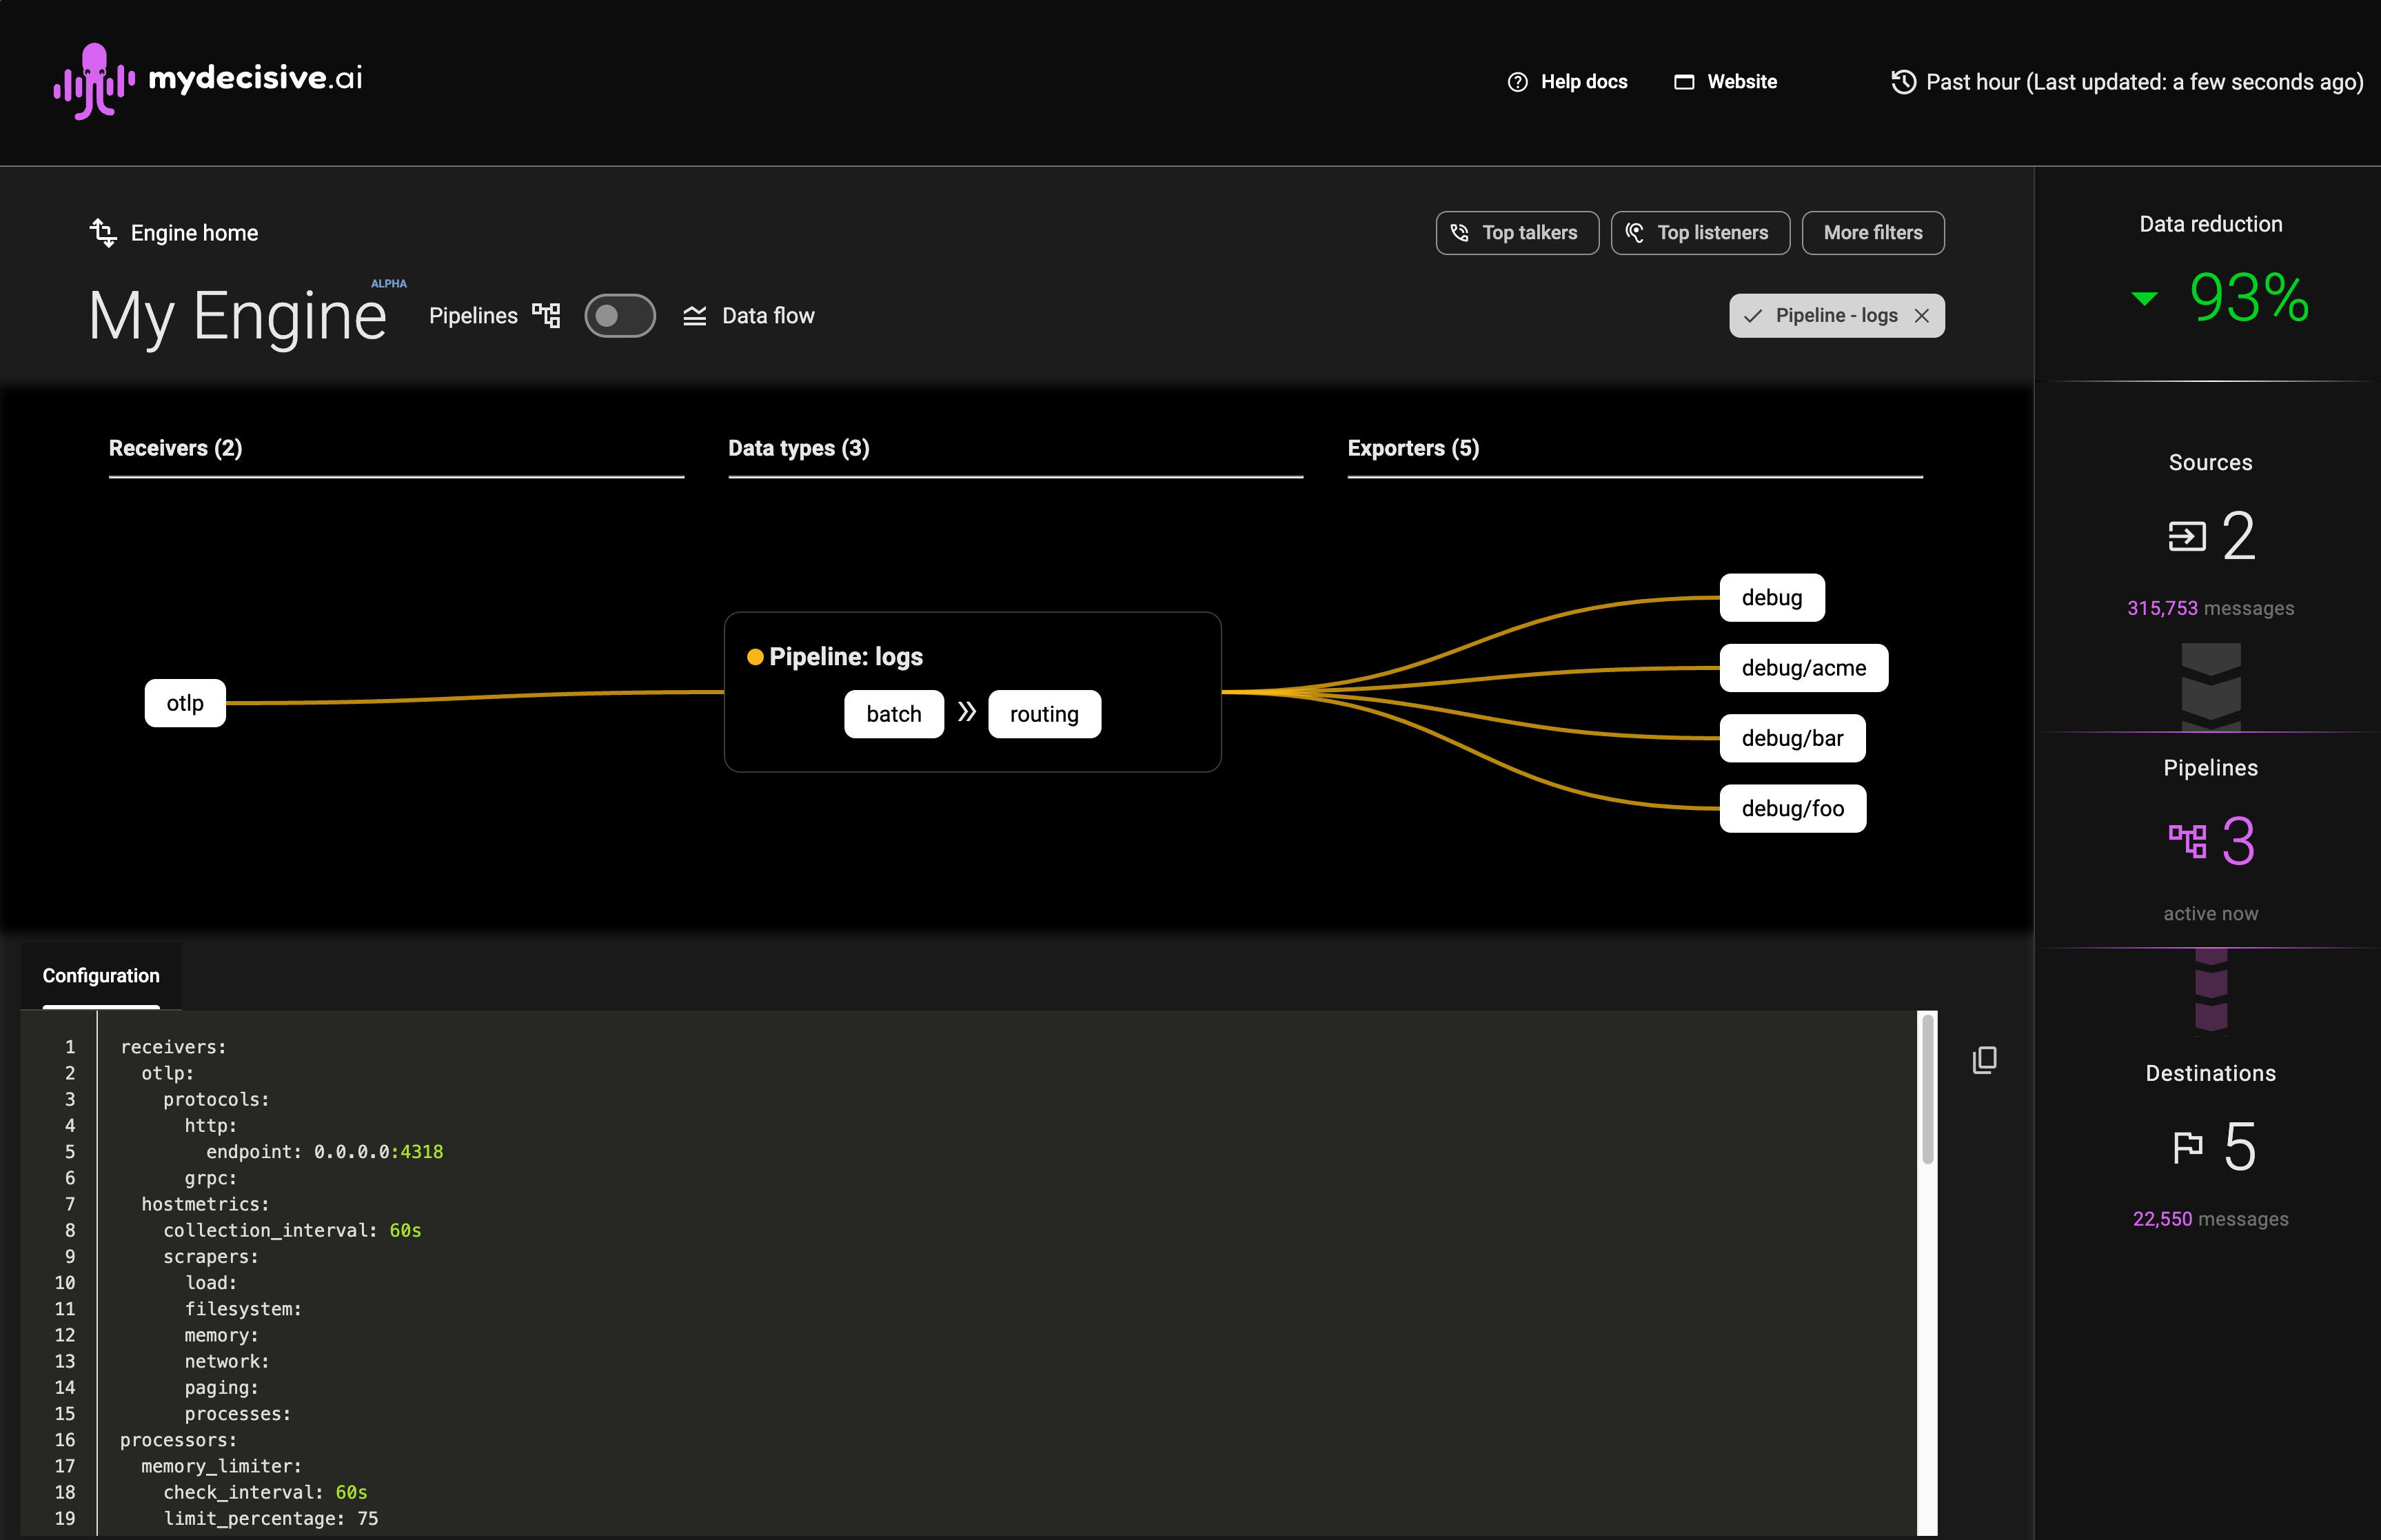 mydecisive.ai
Help docs
Website
Past hour (Last updated: a few seconds ago)
Engine home
Top talkers
Top listeners
More filters
My Engine ALPHA
Pipelines
Data flow
Pipeline - logs
Receivers (2)
Data types (3)
Exporters (5)
otlp
Pipeline: logs
batch
routing
debug
debug/acme
debug/bar
debug/foo
Configuration
1 receivers:
2 otlp:
3 protocols:
4 http:
5 endpoint: 0.0.0.0:4318
6 grpc:
7 hostmetrics:
8 collection_interval: 60s
9 scrapers:
10 load:
11 filesystem:
12 memory:
13 network:
14 paging:
15 processes:
16 processors:
17 memory_limiter:
18 check_interval: 60s
19 limit_percentage: 75
Data reduction
93%
Sources
2
315,753 messages
Pipelines
3
active now
Destinations
5
22,550 messages